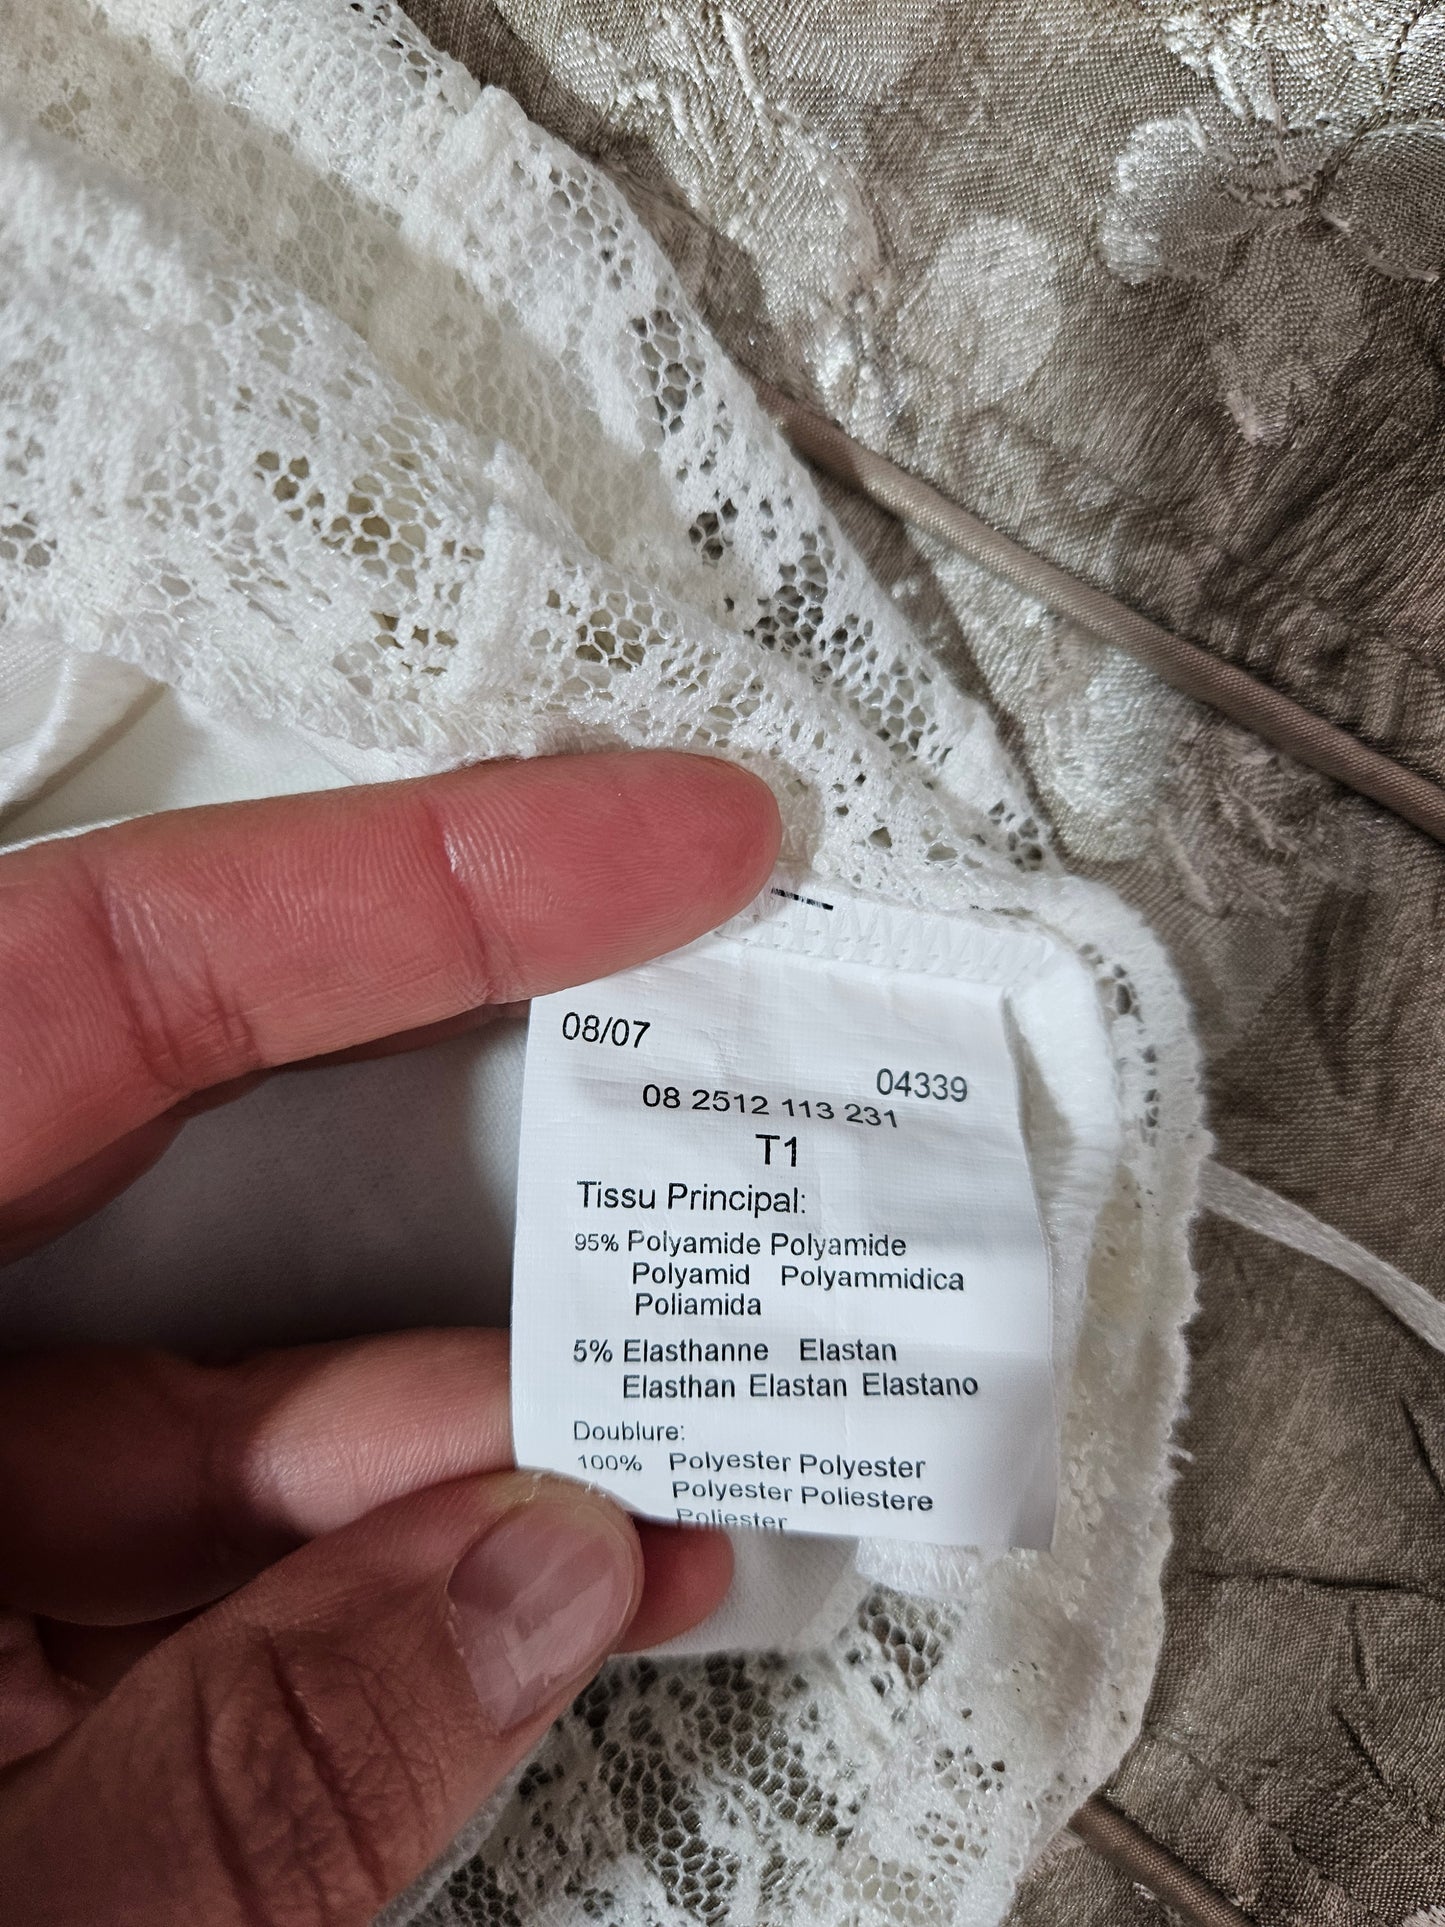 08/07
04339
08 2512 113 231
T1
Tissu Principal:
95% Polyamide Polyamide
Polyamid Polyammidica
Poliamida
5% Elasthanne Elastan
Elasthan Elastan Elastano
Doublure:
100% Polyester Polyester
Polyester Poliestere
Poliester